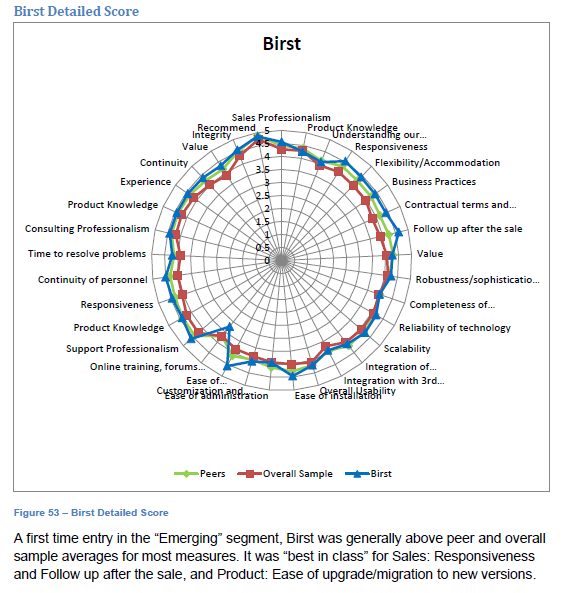 Birst Detailed Score
Birst
Sales Professionalism
Product Knowledge
Understanding our...
Responsiveness
Flexibility/Accommodation
Business Practices
Contractual terms and...
Follow up after the sale
Value
Robustness/sophisticatio...
Completeness of...
Reliability of technology
Scalability
Integration of...
Integration with 3rd...
Overall Usability
Ease of installation
Ease of administration
Customization and...
Ease of...
Online training, forums...
Support Professionalism
Product Knowledge
Responsiveness
Continuity of personnel
Time to resolve problems
Consulting Professionalism
Product Knowledge
Experience
Continuity
Value
Integrity
Recommend
5
4.5
4
3.5
3
2.5
2
1.5
1
0.5
0
Peers
Overall Sample
Birst
Figure 53 – Birst Detailed Score
A first time entry in the “Emerging” segment, Birst was generally above peer and overall
sample averages for most measures. It was “best in class” for Sales: Responsiveness
and Follow up after the sale, and Product: Ease of upgrade/migration to new versions.